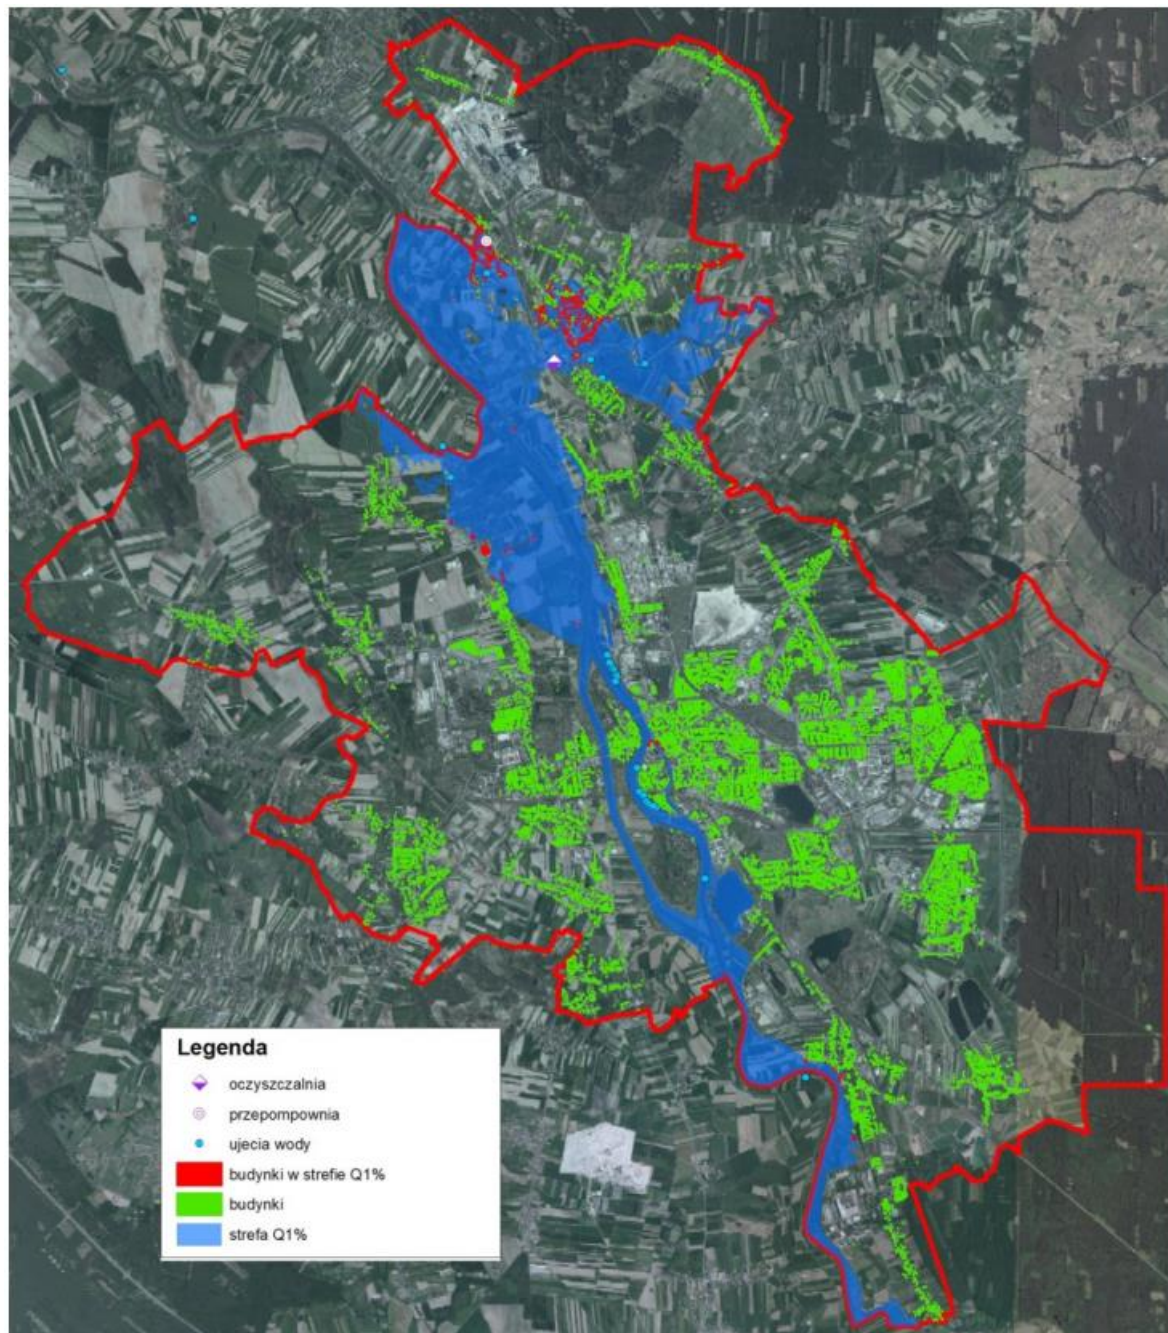 Legenda
oczyszczalnia
przepompownia
ujecia wody
budynki w strefie Q1%
budynki
strefa Q1%